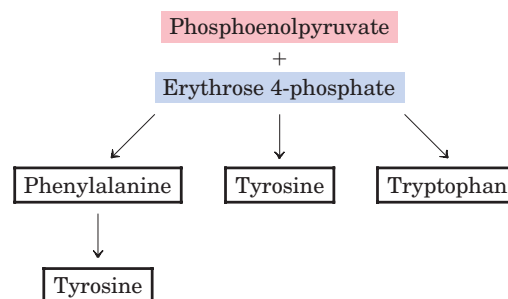 Phosphoenolpyruvate
+
Erythrose 4-phosphate
Phenylalanine
Tyrosine
Tryptophan
Tyrosine